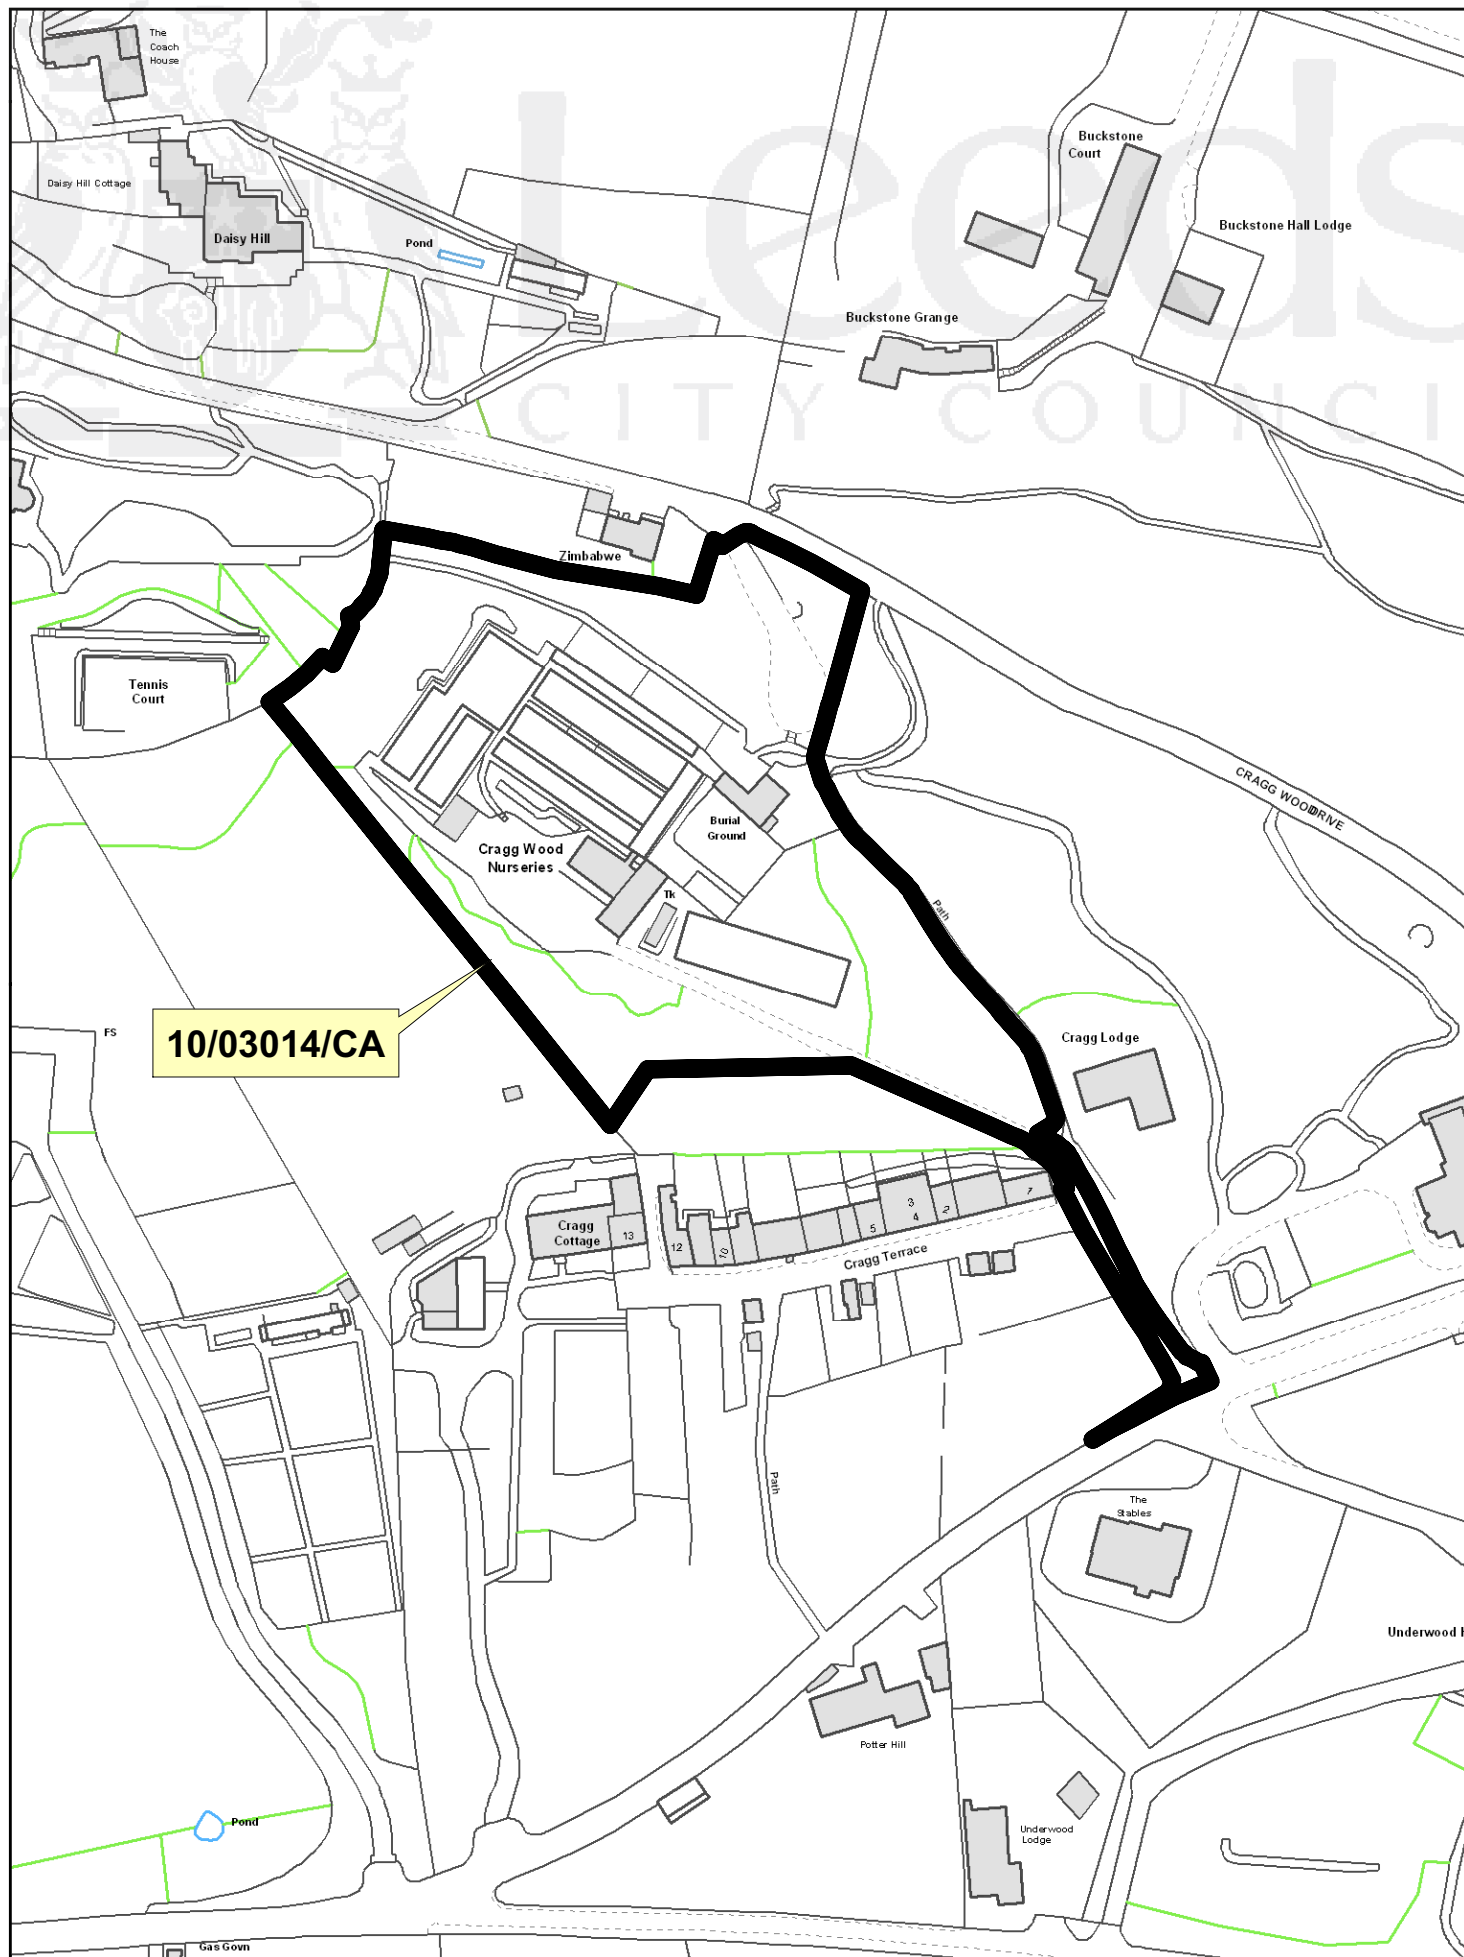 The
Coach
House
Leeds
CITY COUNCI
Buckstone
Court
Daisy Hill Cottage
Buckstone Hall Lodge
Daisy Hill
Pond
Buckstone Grange
Zimbabwe
Tennis
Court
CRAGG WOOD DRIVE
Burial
Ground
Cragg Wood
Nurseries
Tk
Path
FS
10/03014/CA
Cragg Lodge
Cragg
Cottage
13
12
10
5
3
4
2
7
Cragg Terrace
Path
The
Stables
Underwood
Potter Hill
Pond
Underwood
Lodge
Gas Govn